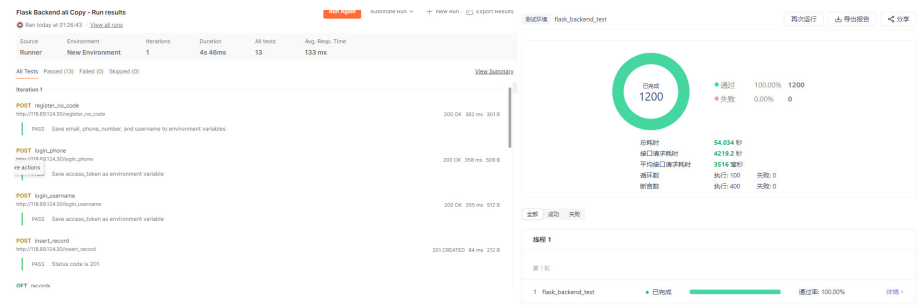 Flask Backend ali Copy - Run results
Run Again
Automate Run
+ New Run
Export Results
Ran today at 01:26:43 · View all runs
Source
Environment
Iterations
Duration
All tests
Avg. Resp. Time
Runner
New Environment
1
4s 46ms
13
133 ms
All Tests Passed (13) Failed (0) Skipped (0)
View Summary
Iteration 1
POST register_no_code
http://118.89.124.30/register_no_code
200 OK 362 ms 301 B
PASS Save email, phone_number, and username to environment variables
POST login_phone
http://118.89.124.30/login_phone
200 OK 358 ms 509 B
re actions
Save access_token as environment variable
POST login_username
http://118.89.124.30/login_username
200 OK 355 ms 512 B
PASS Save access_token as environment variable
POST insert_record
http://118.89.124.30/insert_record
201 CREATED 84 ms 212 B
PASS Status code is 201
GET records
测试环境 flask_backend_test
再次运行
导出报告
分享
已完成
1200
通过 100.00% 1200
失败 0.00% 0
总耗时 54.034 秒
接口请求耗时 4219.2 秒
平均接口请求耗时 3516 毫秒
循环数 执行: 100 失败: 0
断言数 执行: 400 失败: 0
全部 成功 失败
线程 1
第 1 轮
1 flask_backend_test
已完成
通过率: 100.00%
详情 ›